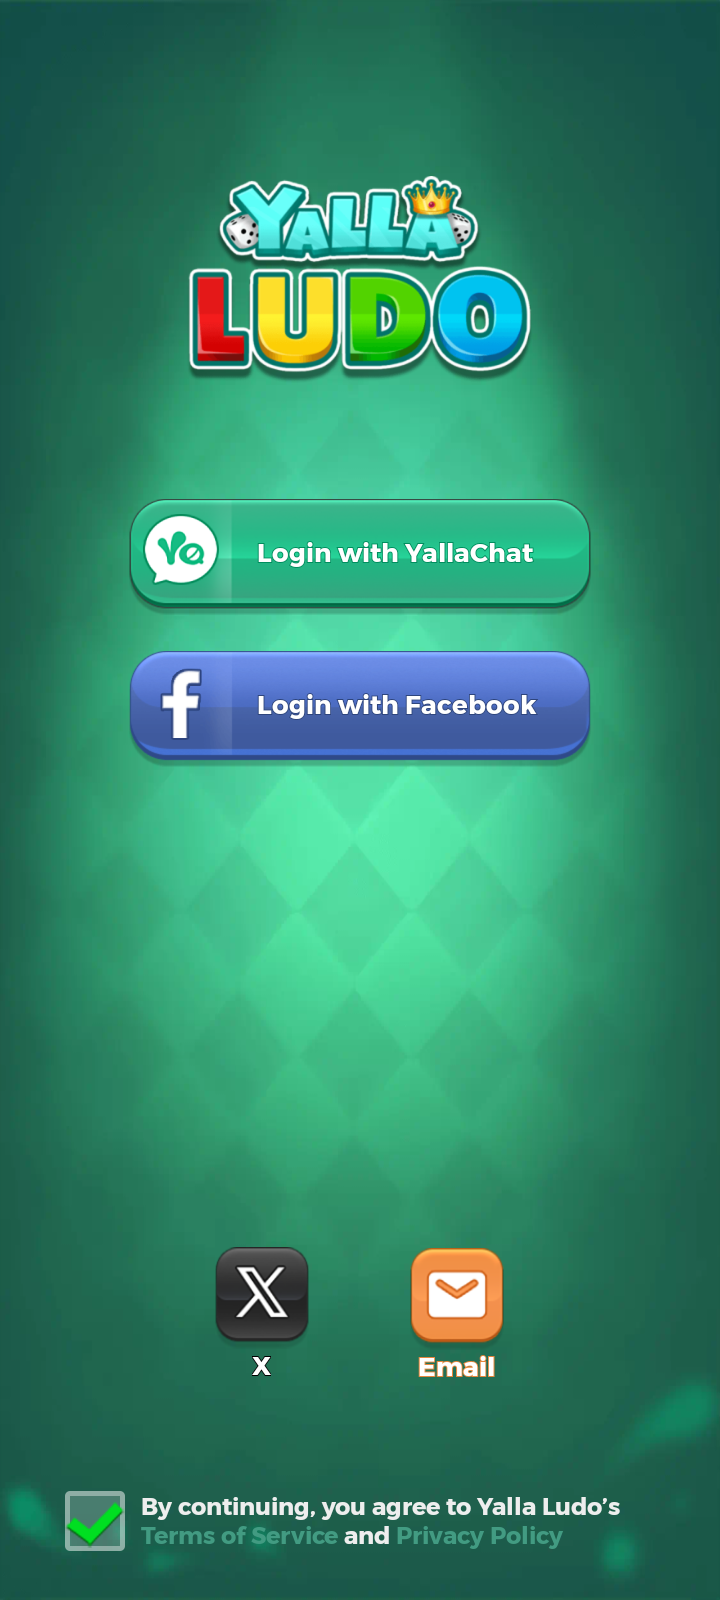 YALLA
LUDO
Login with YallaChat
Login with Facebook
X
Email
By continuing, you agree to Yalla Ludo’s
Terms of Service and Privacy Policy